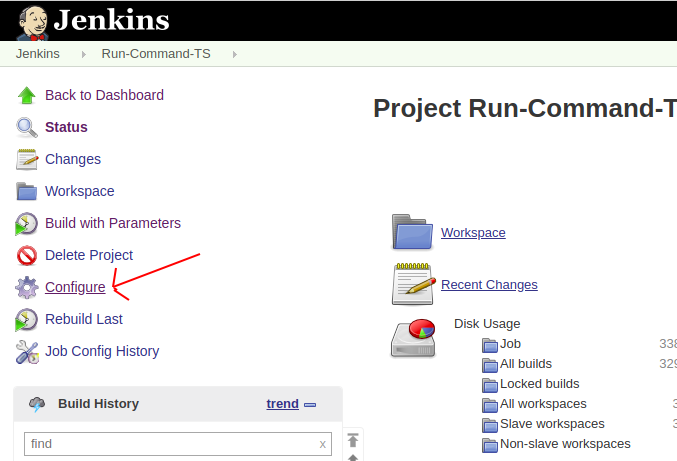 Jenkins
Jenkins Run-Command-TS
Back to Dashboard
Status
Changes
Workspace
Build with Parameters
Delete Project
Configure
Rebuild Last
Job Config History
Build History trend
find x
Project Run-Command-T
Workspace
Recent Changes
Disk Usage
Job 338
All builds 329
Locked builds
All workspaces
Slave workspaces
Non-slave workspaces